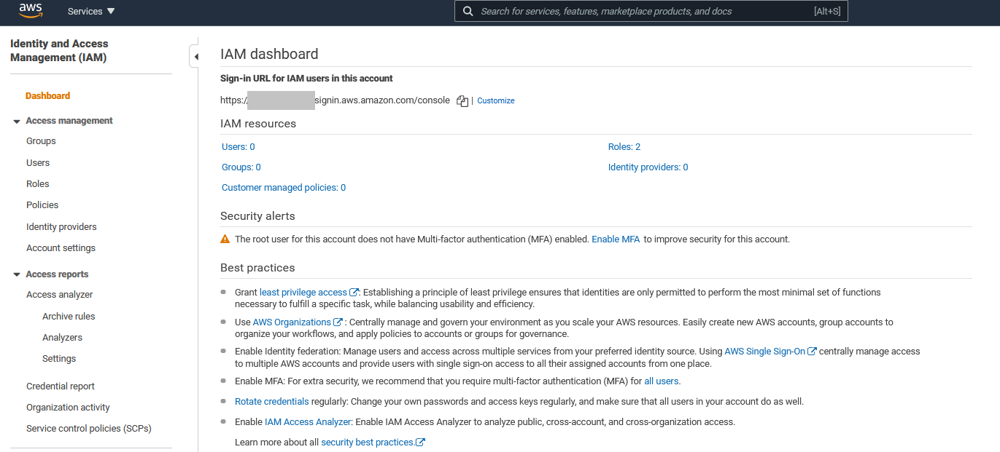 aws
Services
Search for services, features, marketplace products, and docs
[Alt+S]
Identity and Access
Management (IAM)
Dashboard
Access management
Groups
Users
Roles
Policies
Identity providers
Account settings
Access reports
Access analyzer
Archive rules
Analyzers
Settings
Credential report
Organization activity
Service control policies (SCPs)
IAM dashboard
Sign-in URL for IAM users in this account
https:/ signin.aws.amazon.com/console | Customize
IAM resources
Users: 0
Roles: 2
Groups: 0
Identity providers: 0
Customer managed policies: 0
Security alerts
The root user for this account does not have Multi-factor authentication (MFA) enabled. Enable MFA to improve security for this account.
Best practices
Grant least privilege access : Establishing a principle of least privilege ensures that identities are only permitted to perform the most minimal set of functions
necessary to fulfill a specific task, while balancing usability and efficiency.
Use AWS Organizations : Centrally manage and govern your environment as you scale your AWS resources. Easily create new AWS accounts, group accounts to
organize your workflows, and apply policies to accounts or groups for governance.
Enable Identity federation: Manage users and access across multiple services from your preferred identity source. Using AWS Single Sign-On centrally manage access
to multiple AWS accounts and provide users with single sign-on access to all their assigned accounts from one place.
Enable MFA: For extra security, we recommend that you require multi-factor authentication (MFA) for all users.
Rotate credentials regularly: Change your own passwords and access keys regularly, and make sure that all users in your account do as well.
Enable IAM Access Analyzer: Enable IAM Access Analyzer to analyze public, cross-account, and cross-organization access.
Learn more about all security best practices.